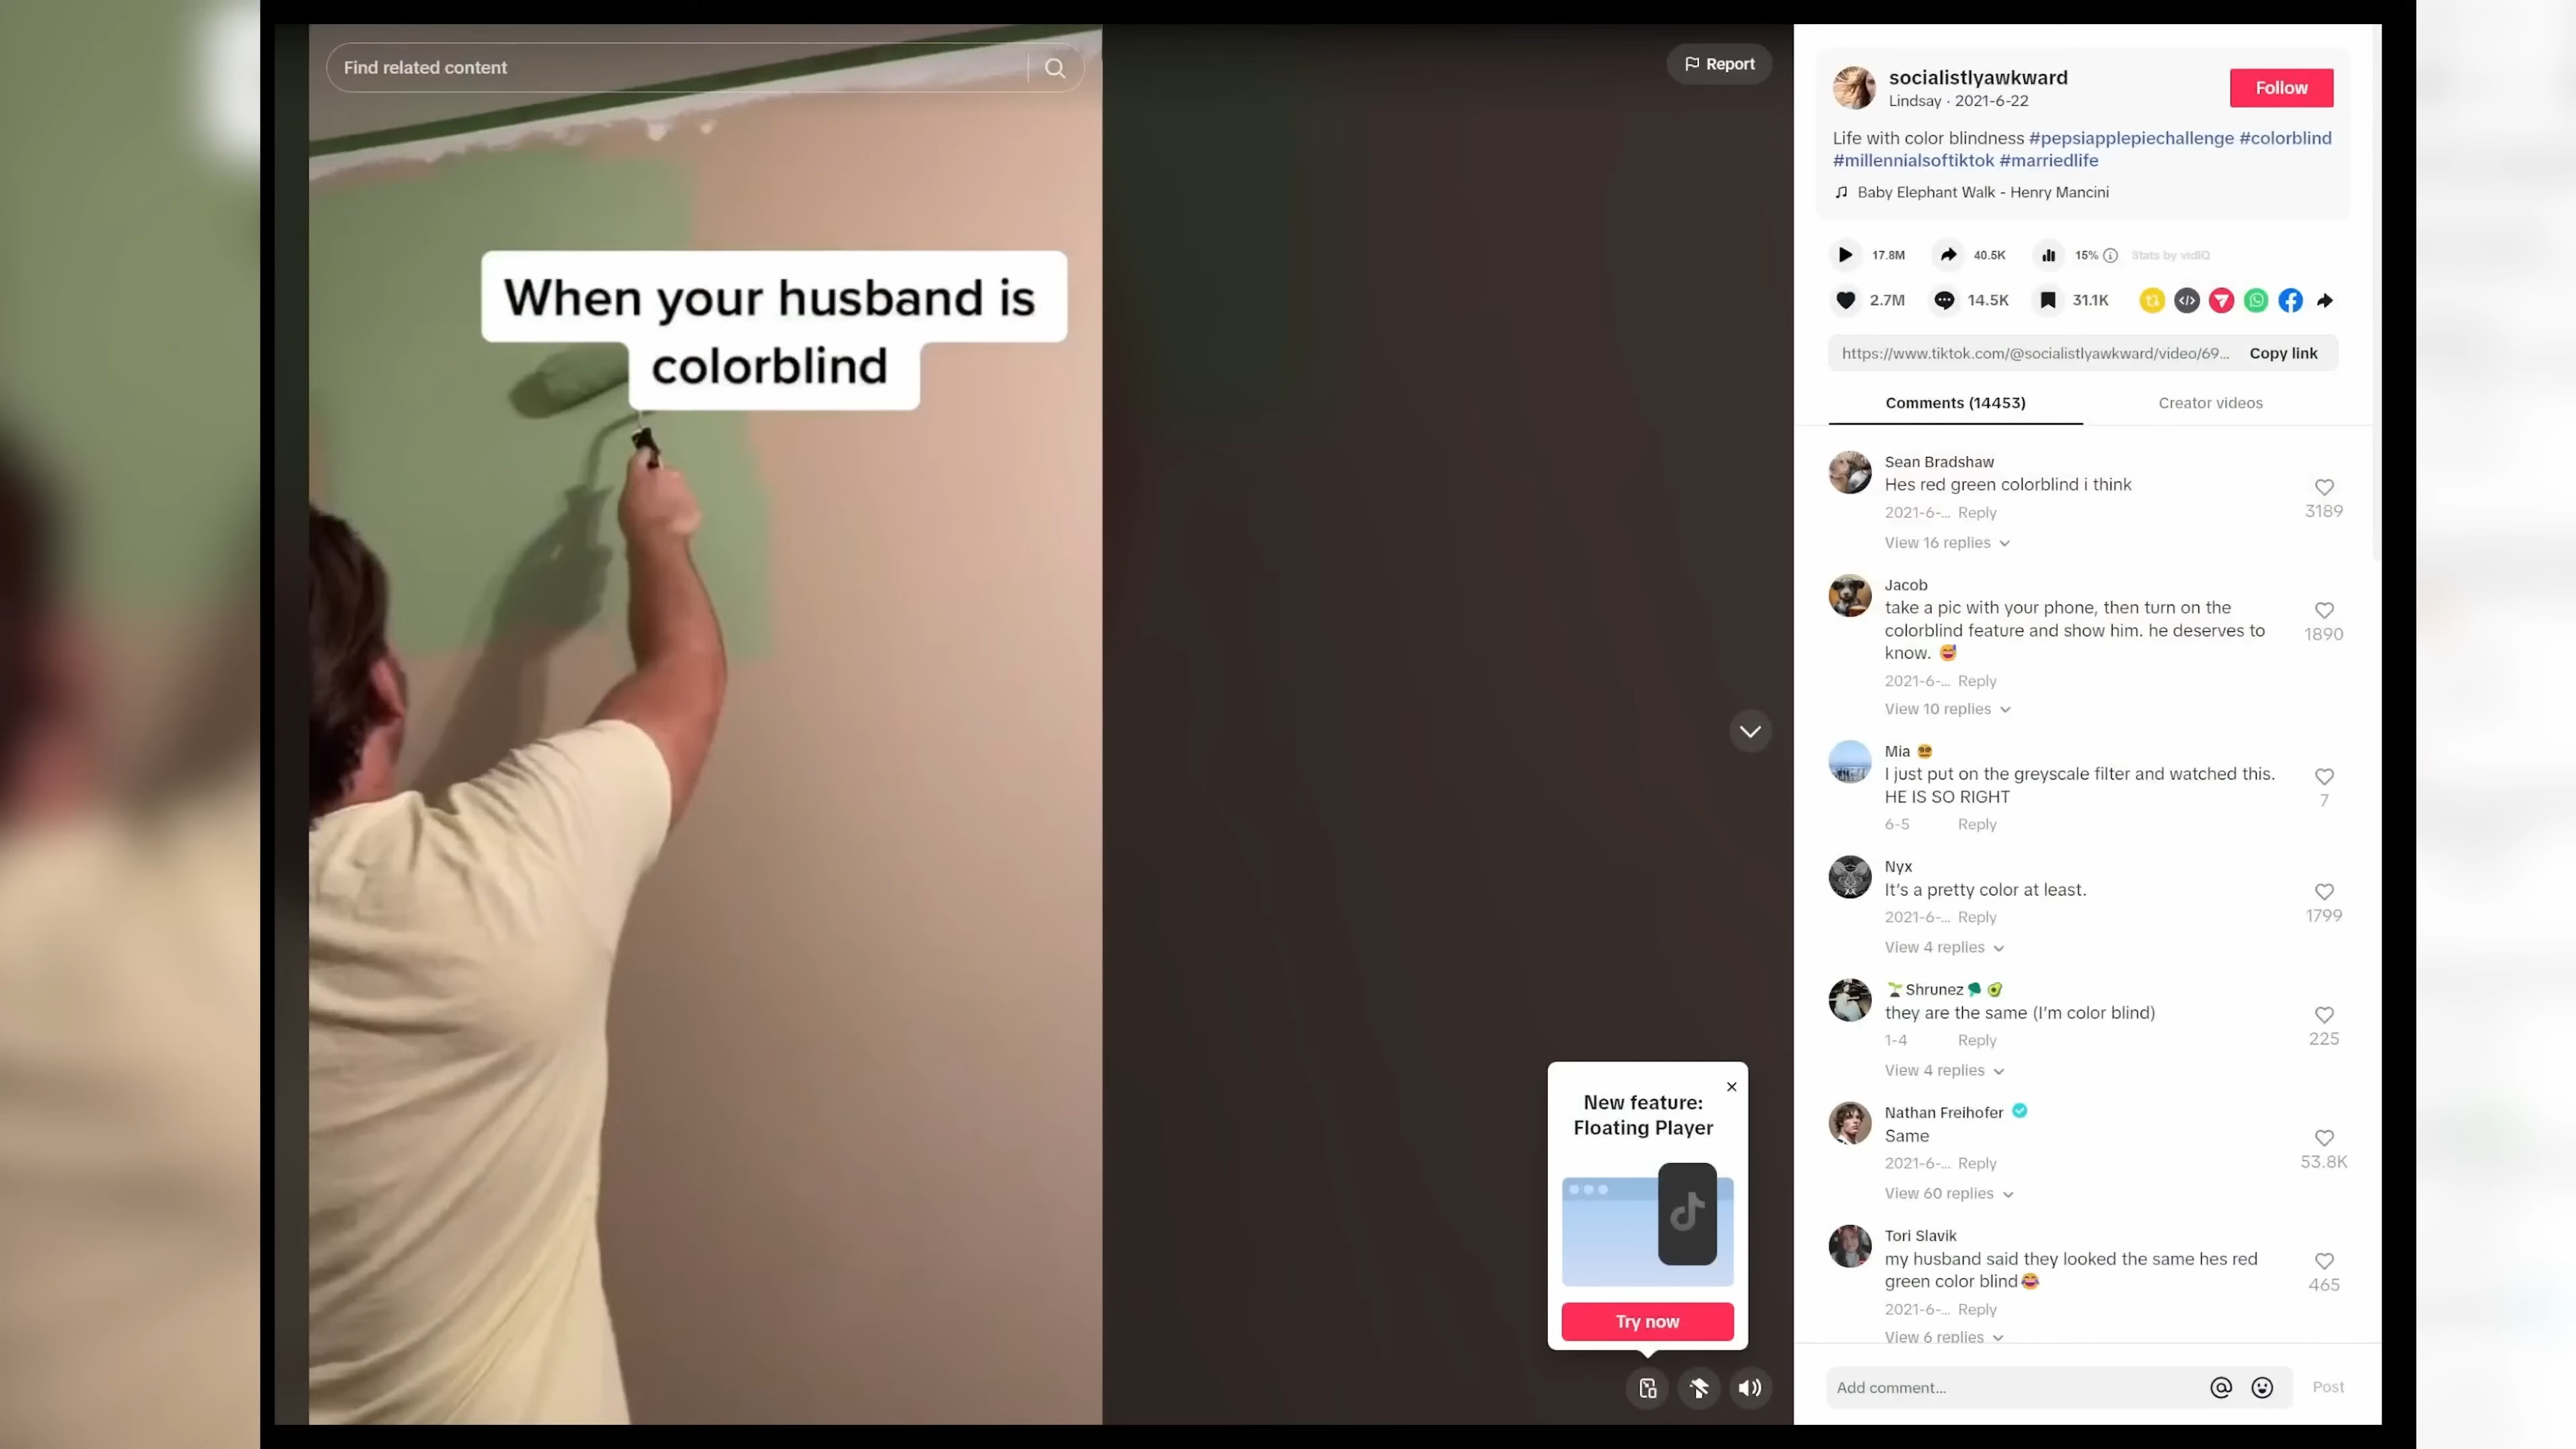 Find related content
Report
When your husband is
colorblind
New feature:
Floating Player
Try now
socialistlyawkward
Lindsay · 2021-6-22
Follow
Life with color blindness #pepsiapplepiechallenge #colorblind
#millennialsoftiktok #marriedlife
Baby Elephant Walk - Henry Mancini
17.8M 40.5K 15% Stats by vidIQ
2.7M 14.5K 31.1K
https://www.tiktok.com/@socialistlyawkward/video/69... Copy link
Comments (14453) Creator videos
Sean Bradshaw
Hes red green colorblind i think
2021-6-... Reply
3189
View 16 replies
Jacob
take a pic with your phone, then turn on the
colorblind feature and show him. he deserves to
know. 😅
1890
2021-6-... Reply
View 10 replies
Mia
I just put on the greyscale filter and watched this.
HE IS SO RIGHT
7
6-5 Reply
Nyx
It's a pretty color at least.
2021-6-... Reply
1799
View 4 replies
🌱Shrunez🥦🥑
they are the same (I'm color blind)
1-4 Reply
225
View 4 replies
Nathan Freihofer
Same
2021-6-... Reply
53.8K
View 60 replies
Tori Slavik
my husband said they looked the same hes red
green color blind😂
465
2021-6-... Reply
View 6 replies
Add comment...
Post